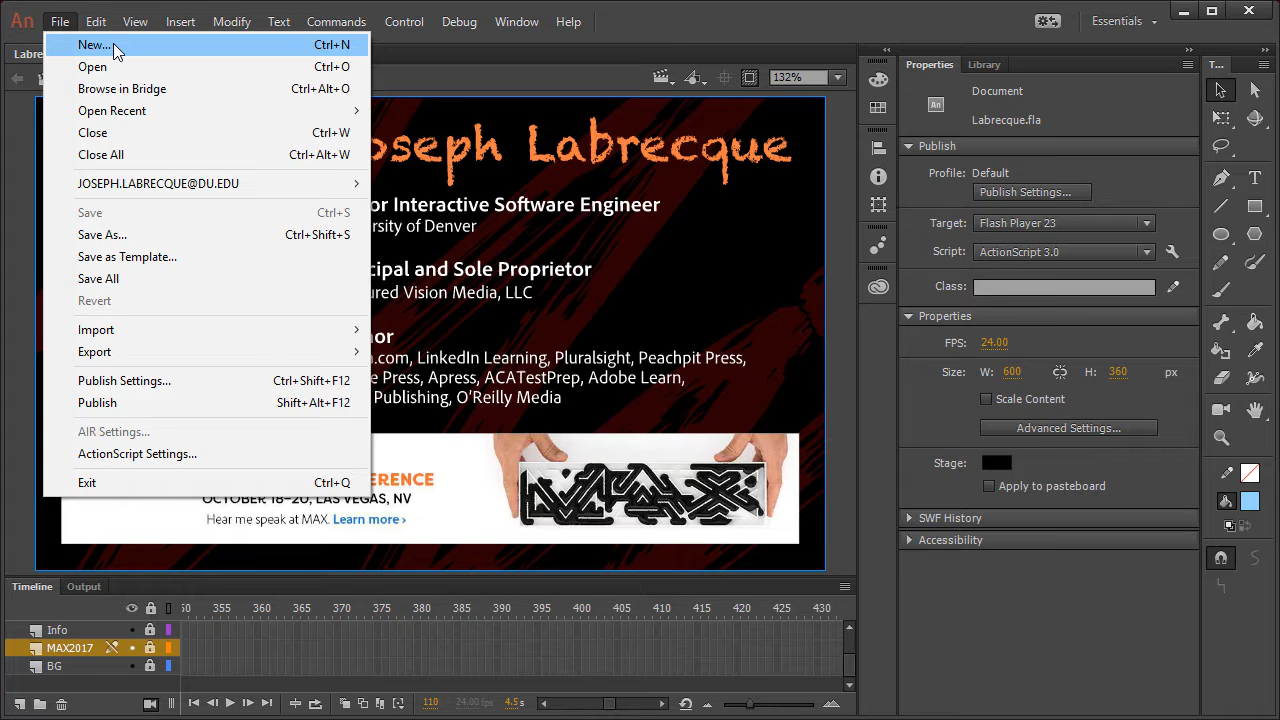 An File Edit View Insert Modify Text Commands Control Debug Window Help Essentials
Labre
New... Ctrl+N
Open Ctrl+O
Browse in Bridge Ctrl+Alt+O
Open Recent
Close Ctrl+W
Close All Ctrl+Alt+W
JOSEPH.LABRECQUE@DU.EDU
Save Ctrl+S
Save As... Ctrl+Shift+S
Save as Template...
Save All
Revert
Import
Export
Publish Settings... Ctrl+Shift+F12
Publish Shift+Alt+F12
AIR Settings...
ActionScript Settings...
Exit Ctrl+Q
132%
oseph Labrecque
or Interactive Software Engineer
rsity of Denver
cipal and Sole Proprietor
ured Vision Media, LLC
or
.com, LinkedIn Learning, Pluralsight, Peachpit Press,
e Press, Apress, ACATestPrep, Adobe Learn,
Publishing, O'Reilly Media
ERENCE
OCTOBER 18–20, LAS VEGAS, NV
Hear me speak at MAX. Learn more ›
MAX
Properties Library
An Document
Labrecque.fla
Publish
Profile: Default
Publish Settings...
Target: Flash Player 23
Script: ActionScript 3.0
Class:
Properties
FPS: 24.00
Size: W: 600 H: 360 px
Scale Content
Advanced Settings...
Stage:
Apply to pasteboard
SWF History
Accessibility
T...
T
Timeline Output
50 355 360 365 370 375 380 385 390 395 400 405 410 415 420 425 430
Info
MAX2017
BG
110 24.00 fps 4.5 s